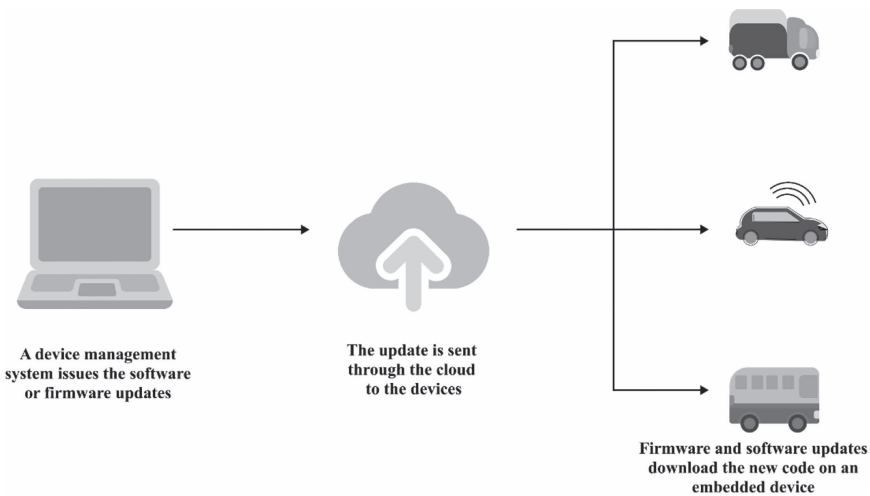 A device management
system issues the software
or firmware updates
The update is sent
through the cloud
to the devices
Firmware and software updates
download the new code on an
embedded device